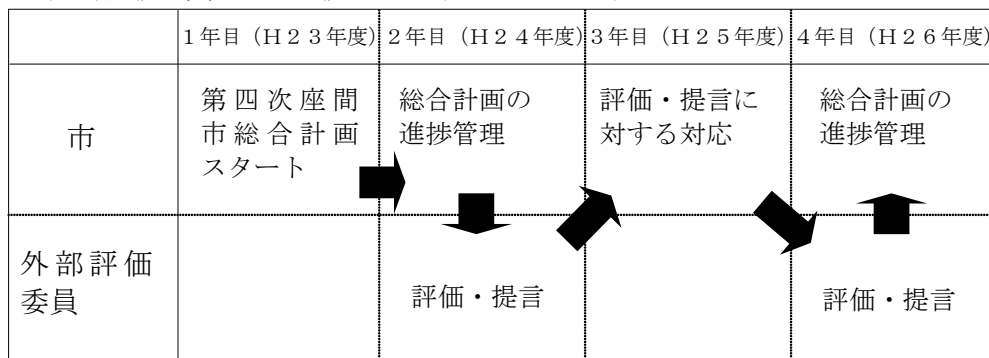 1年目（H23年度） 2年目（H24年度） 3年目（H25年度） 4年目（H26年度）
市
第四次座間
市総合計画
スタート
総合計画の
進捗管理
評価・提言に
対する対応
総合計画の
進捗管理
外部評価
委員
評価・提言
評価・提言